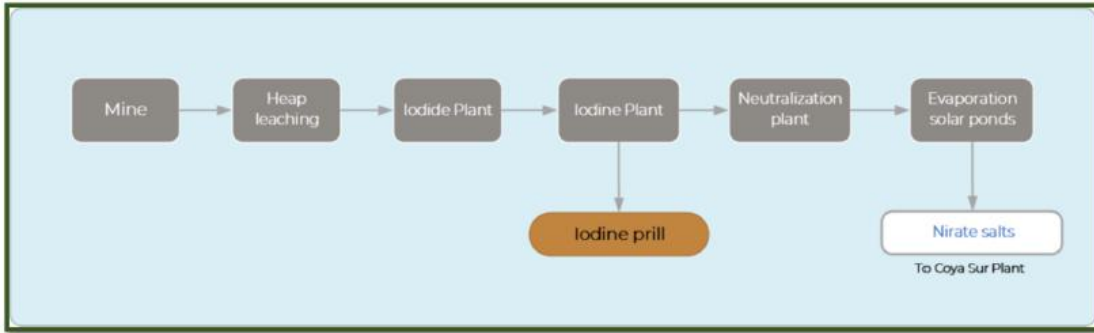 Mine
Heap
leaching
Iodide Plant
Iodine Plant
Neutralization
plant
Evaporation
solar ponds
Iodine prill
Nirate salts
To Coya Sur Plant